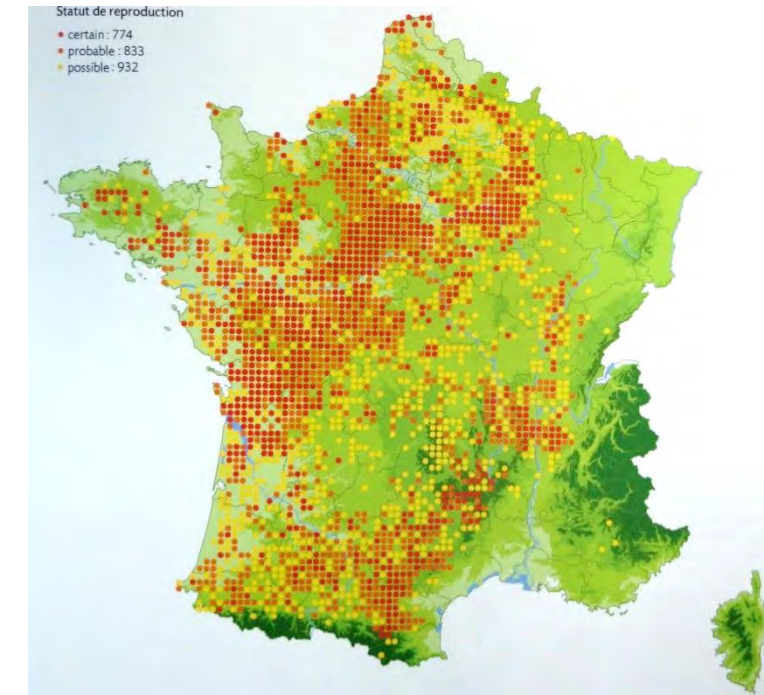 Statut de reproduction
certain : 774
probable : 833
possible : 932